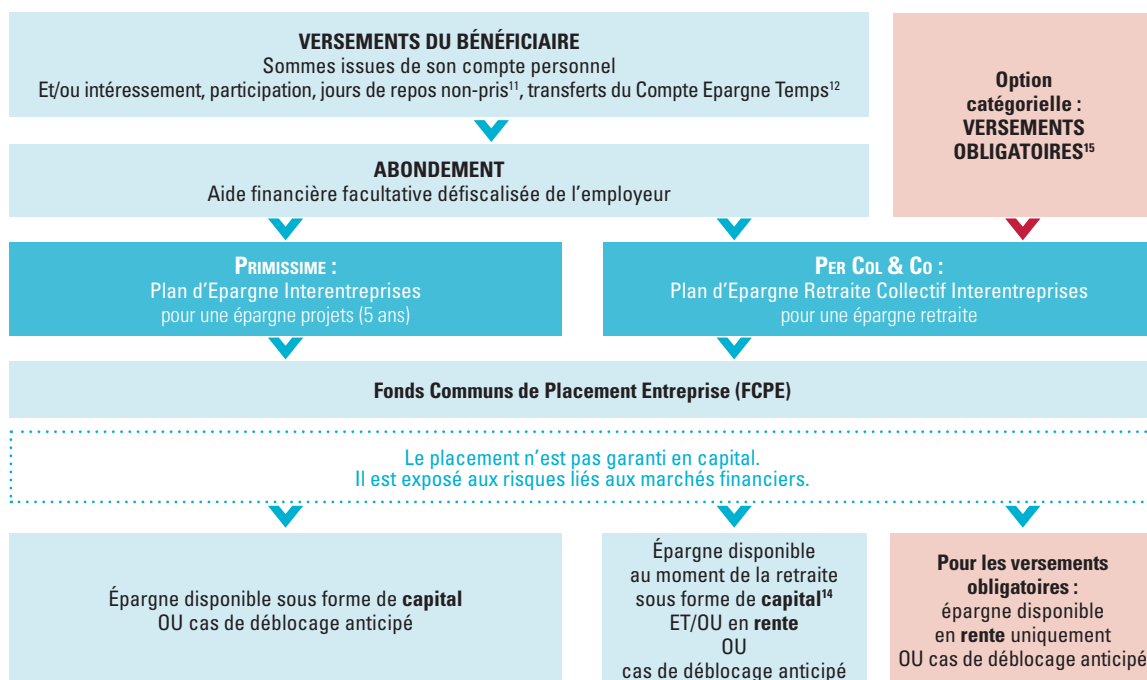 VERSEMENTS DU BÉNÉFICIAIRE
Sommes issues de son compte personnel
Et/ou intéressement, participation, jours de repos non-pris¹¹, transferts du Compte Epargne Temps¹²
Option
catégorielle :
VERSEMENTS
OBLIGATOIRES¹⁵
ABONDEMENT
Aide financière facultative défiscalisée de l'employeur
PRIMISSIME :
Plan d'Epargne Interentreprises
pour une épargne projets (5 ans)
PER COL & CO :
Plan d'Epargne Retraite Collectif Interentreprises
pour une épargne retraite
Fonds Communs de Placement Entreprise (FCPE)
Le placement n'est pas garanti en capital.
Il est exposé aux risques liés aux marchés financiers.
Épargne disponible sous forme de capital
OU cas de déblocage anticipé
Épargne disponible
au moment de la retraite
sous forme de capital¹⁴
ET/OU en rente
OU
cas de déblocage anticipé
Pour les versements
obligatoires :
épargne disponible
en rente uniquement
OU cas de déblocage anticipé